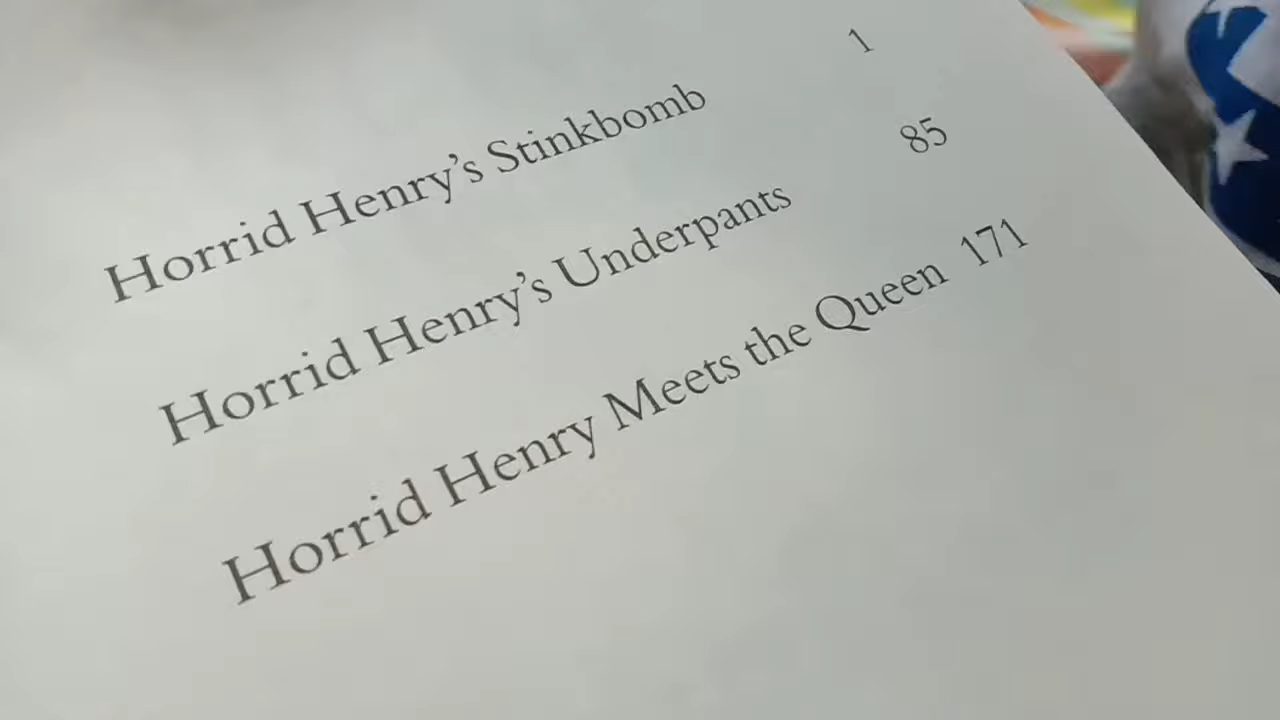 Horrid Henry's Stinkbomb 1
Horrid Henry's Underpants 85
Horrid Henry Meets the Queen 171